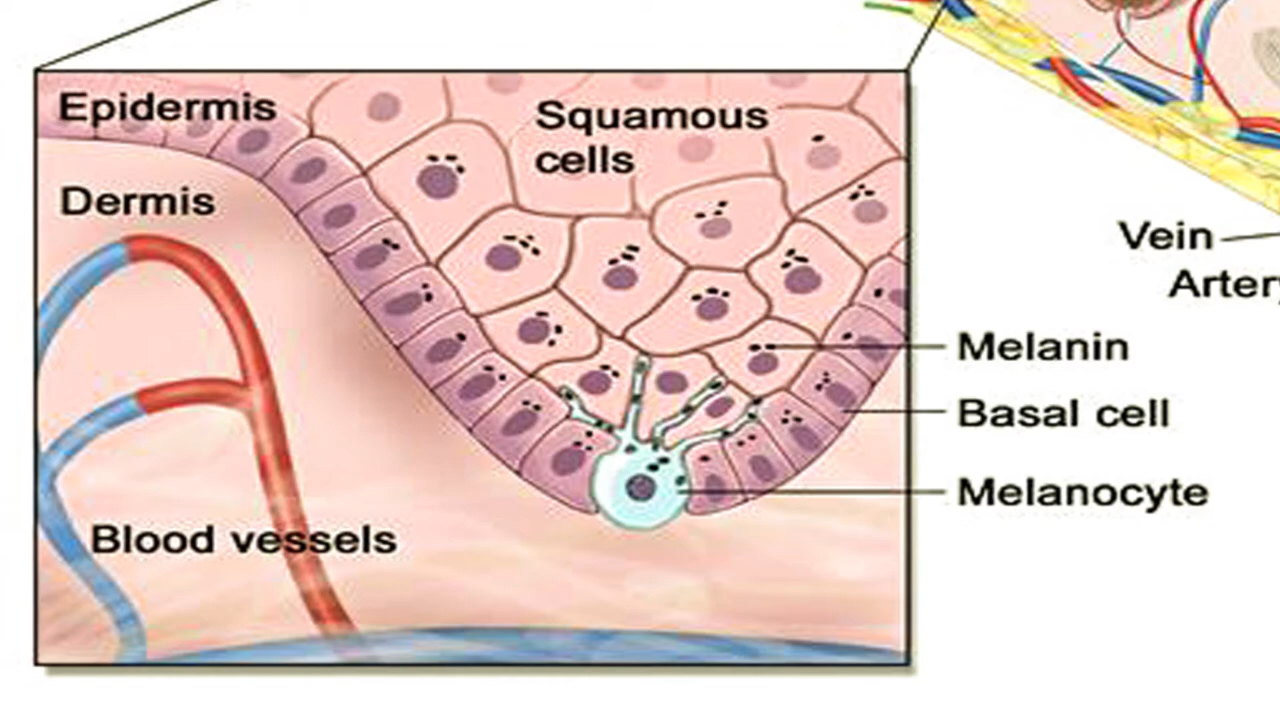 Epidermis
Squamous
cells
Dermis
Vein
Melanin
Basal cell
Melanocyte
Blood vessels